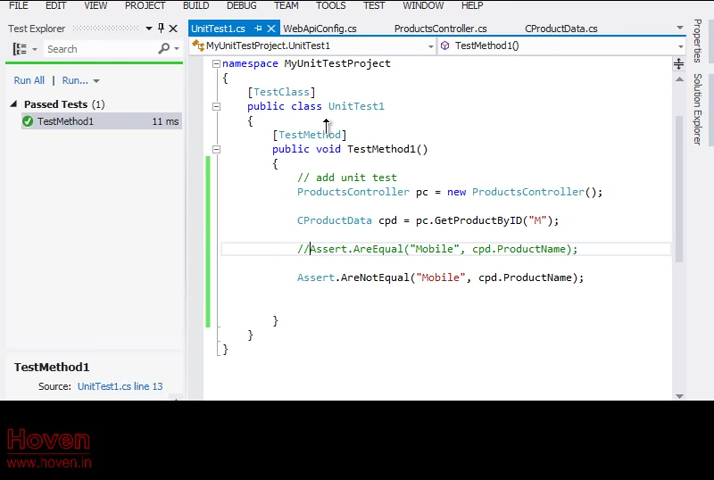 FILE EDIT VIEW PROJECT BUILD DEBUG TEAM TOOLS TEST WINDOW HELP
Test Explorer
Search
Run All | Run...
Passed Tests (1)
TestMethod1 11 ms
TestMethod1
Source: UnitTest1.cs line 13
UnitTest1.cs WebApiConfig.cs ProductsController.cs CProductData.cs
MyUnitTestProject.UnitTest1 TestMethod1()
namespace MyUnitTestProject
{
[TestClass]
public class UnitTest1
{
[TestMethod]
public void TestMethod1()
{
// add unit test
ProductsController pc = new ProductsController();
CProductData cpd = pc.GetProductByID("M");
//Assert.AreEqual("Mobile", cpd.ProductName);
Assert.AreNotEqual("Mobile", cpd.ProductName);
}
}
}
Properties
Solution Explorer
Hoven
www.hoven.in